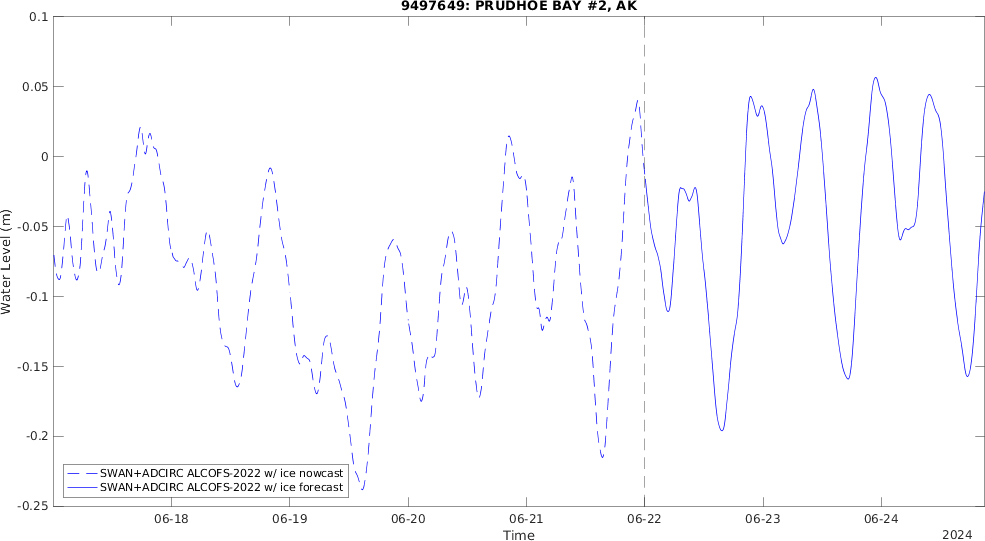 9497649: PRUDHOE BAY #2, AK
0.1
0.05
0
-0.05
-0.1
-0.15
-0.2
-0.25
Water Level (m)
SWAN+ADCIRC ALCOFS-2022 w/ ice nowcast
SWAN+ADCIRC ALCOFS-2022 w/ ice forecast
06-18 06-19 06-20 06-21 06-22 06-23 06-24
Time
2024